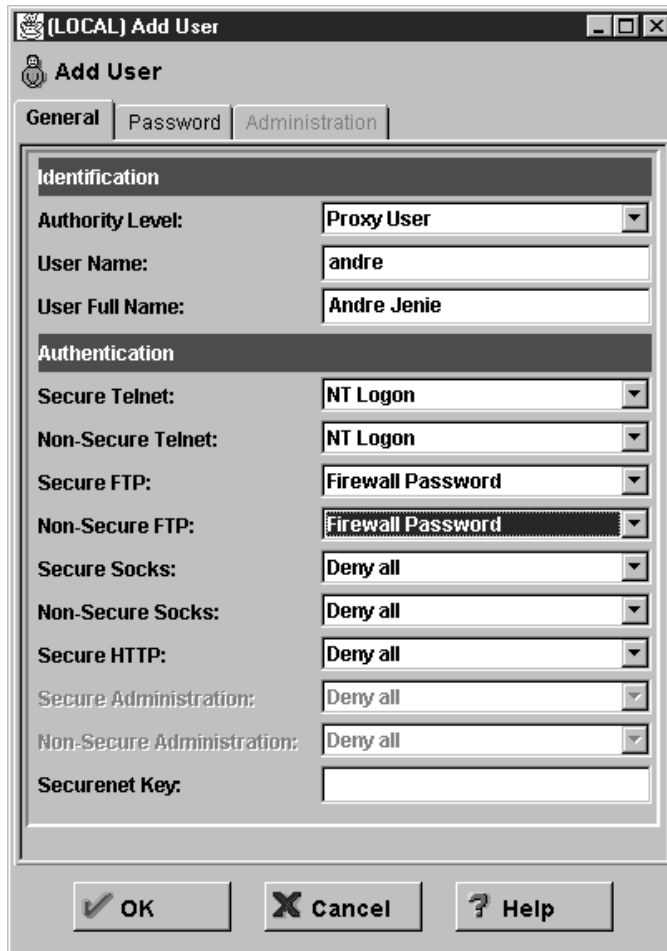 (LOCAL) Add User
Add User
General Password Administration
Identification
Authority Level: Proxy User
User Name: andre
User Full Name: Andre Jenie
Authentication
Secure Telnet: NT Logon
Non-Secure Telnet: NT Logon
Secure FTP: Firewall Password
Non-Secure FTP: Firewall Password
Secure Socks: Deny all
Non-Secure Socks: Deny all
Secure HTTP: Deny all
Secure Administration: Deny all
Non-Secure Administration: Deny all
Securenet Key:
OK Cancel ? Help